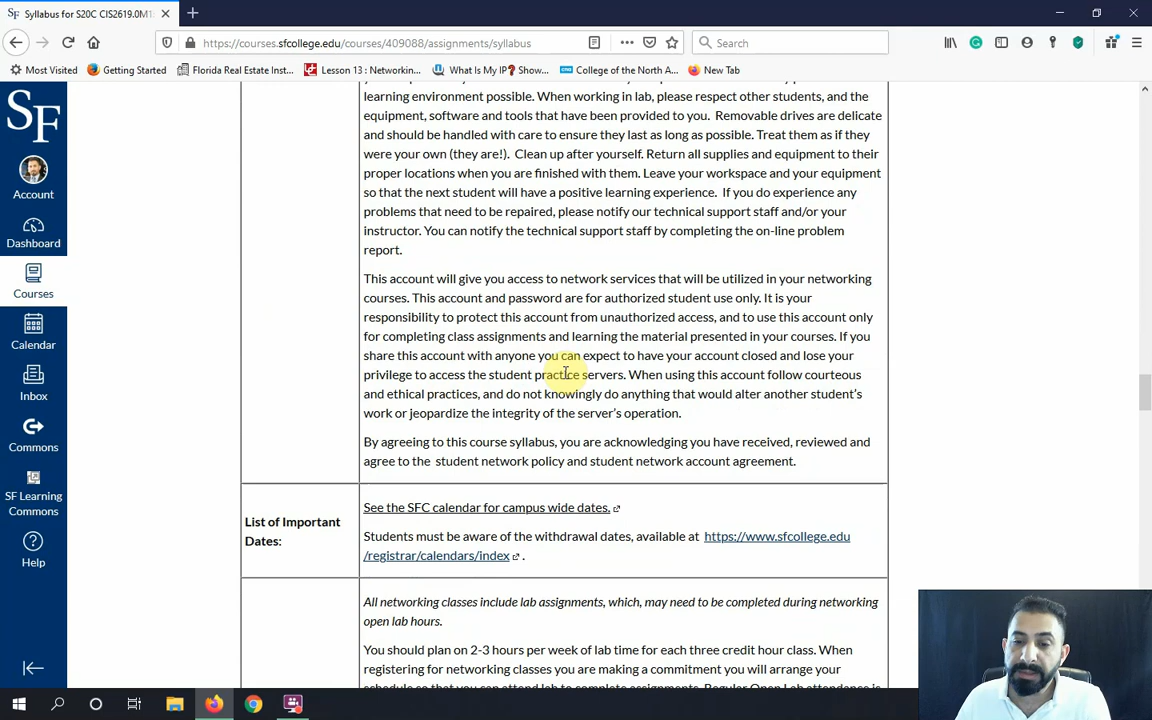 SF Syllabus for S20C CIS2619.0M1
https://courses.sfcollege.edu/courses/409088/assignments/syllabus
Search
Most Visited
Getting Started
Florida Real Estate Inst...
Lesson 13 : Networkin...
What Is My IP? Show...
College of the North A...
New Tab
SF
Account
Dashboard
Courses
Calendar
Inbox
Commons
SF Learning
Commons
Help
learning environment possible. When working in lab, please respect other students, and the
equipment, software and tools that have been provided to you. Removable drives are delicate
and should be handled with care to ensure they last as long as possible. Treat them as if they
were your own (they are!). Clean up after yourself. Return all supplies and equipment to their
proper locations when you are finished with them. Leave your workspace and your equipment
so that the next student will have a positive learning experience. If you do experience any
problems that need to be repaired, please notify our technical support staff and/or your
instructor. You can notify the technical support staff by completing the on-line problem
report.
This account will give you access to network services that will be utilized in your networking
courses. This account and password are for authorized student use only. It is your
responsibility to protect this account from unauthorized access, and to use this account only
for completing class assignments and learning the material presented in your courses. If you
share this account with anyone you can expect to have your account closed and lose your
privilege to access the student practice servers. When using this account follow courteous
and ethical practices, and do not knowingly do anything that would alter another student's
work or jeopardize the integrity of the server's operation.
By agreeing to this course syllabus, you are acknowledging you have received, reviewed and
agree to the student network policy and student network account agreement.
List of Important
Dates:
See the SFC calendar for campus wide dates.
Students must be aware of the withdrawal dates, available at https://www.sfcollege.edu
/registrar/calendars/index .
All networking classes include lab assignments, which, may need to be completed during networking
open lab hours.
You should plan on 2-3 hours per week of lab time for each three credit hour class. When
registering for networking classes you are making a commitment you will arrange your
schedule so that you can attend lab to complete assignments. Regular Open Lab attendance is